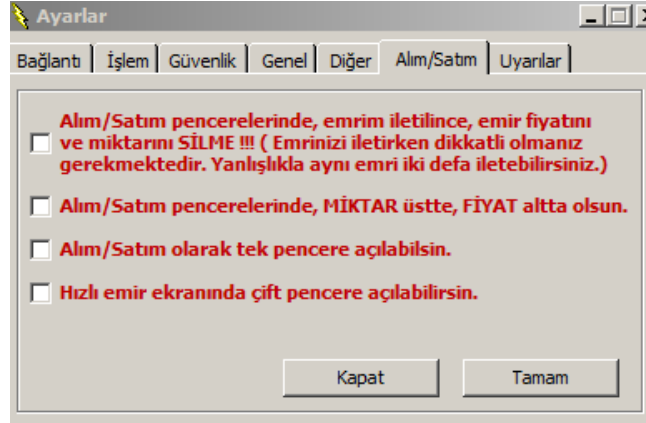 Ayarlar
Bağlantı İşlem Güvenlik Genel Diğer Alım/Satım Uyarılar
Alım/Satım pencerelerinde, emrim iletilince, emir fiyatını
ve miktarını SİLME !!! ( Emrinizi iletirken dikkatli olmanız
gerekmektedir. Yanlışlıkla aynı emri iki defa iletebilirsiniz.)
Alım/Satım pencerelerinde, MİKTAR üstte, FİYAT altta olsun.
Alım/Satım olarak tek pencere açılabilsin.
Hızlı emir ekranında çift pencere açılabilirsin.
Kapat Tamam